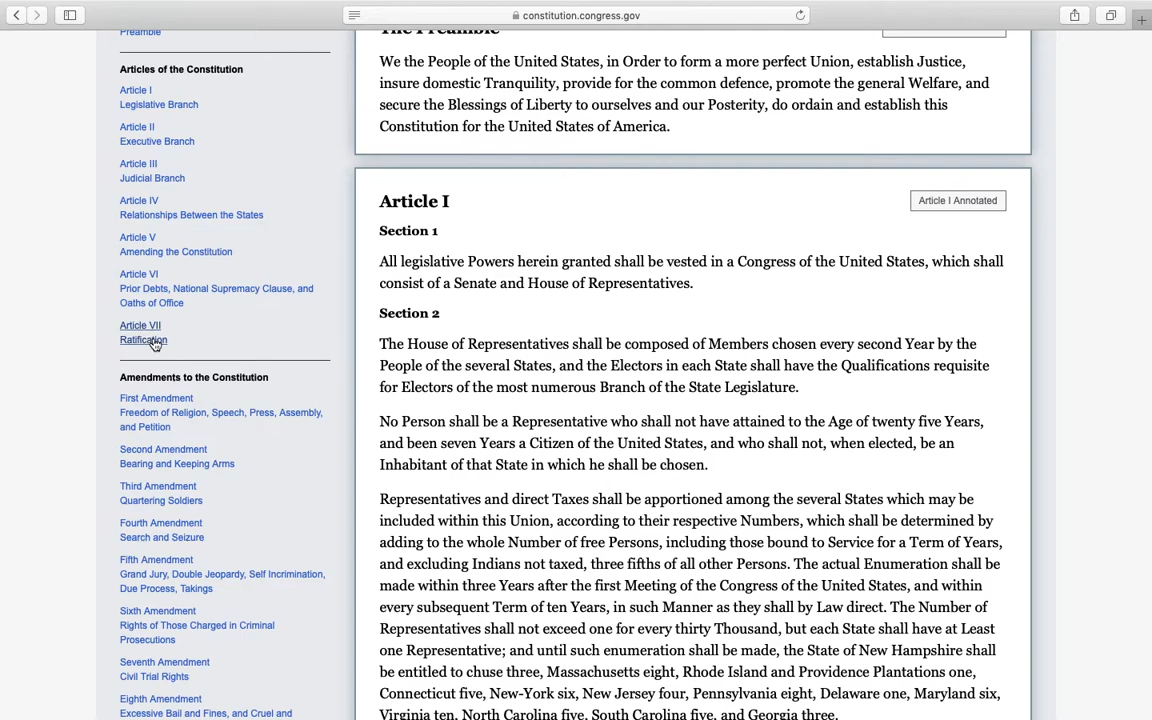 constitution.congress.gov
Preamble
Articles of the Constitution
Article I
Legislative Branch
Article II
Executive Branch
Article III
Judicial Branch
Article IV
Relationships Between the States
Article V
Amending the Constitution
Article VI
Prior Debts, National Supremacy Clause, and
Oaths of Office
Article VII
Ratification
Amendments to the Constitution
First Amendment
Freedom of Religion, Speech, Press, Assembly,
and Petition
Second Amendment
Bearing and Keeping Arms
Third Amendment
Quartering Soldiers
Fourth Amendment
Search and Seizure
Fifth Amendment
Grand Jury, Double Jeopardy, Self Incrimination,
Due Process, Takings
Sixth Amendment
Rights of Those Charged in Criminal
Prosecutions
Seventh Amendment
Civil Trial Rights
Eighth Amendment
Excessive Bail and Fines, and Cruel and
The Preamble
We the People of the United States, in Order to form a more perfect Union, establish Justice,
insure domestic Tranquility, provide for the common defence, promote the general Welfare, and
secure the Blessings of Liberty to ourselves and our Posterity, do ordain and establish this
Constitution for the United States of America.
Article I
Article I Annotated
Section 1
All legislative Powers herein granted shall be vested in a Congress of the United States, which shall
consist of a Senate and House of Representatives.
Section 2
The House of Representatives shall be composed of Members chosen every second Year by the
People of the several States, and the Electors in each State shall have the Qualifications requisite
for Electors of the most numerous Branch of the State Legislature.
No Person shall be a Representative who shall not have attained to the Age of twenty five Years,
and been seven Years a Citizen of the United States, and who shall not, when elected, be an
Inhabitant of that State in which he shall be chosen.
Representatives and direct Taxes shall be apportioned among the several States which may be
included within this Union, according to their respective Numbers, which shall be determined by
adding to the whole Number of free Persons, including those bound to Service for a Term of Years,
and excluding Indians not taxed, three fifths of all other Persons. The actual Enumeration shall be
made within three Years after the first Meeting of the Congress of the United States, and within
every subsequent Term of ten Years, in such Manner as they shall by Law direct. The Number of
Representatives shall not exceed one for every thirty Thousand, but each State shall have at Least
one Representative; and until such enumeration shall be made, the State of New Hampshire shall
be entitled to chuse three, Massachusetts eight, Rhode Island and Providence Plantations one,
Connecticut five, New-York six, New Jersey four, Pennsylvania eight, Delaware one, Maryland six,
Virginia ten, North Carolina five, South Carolina five, and Georgia three.